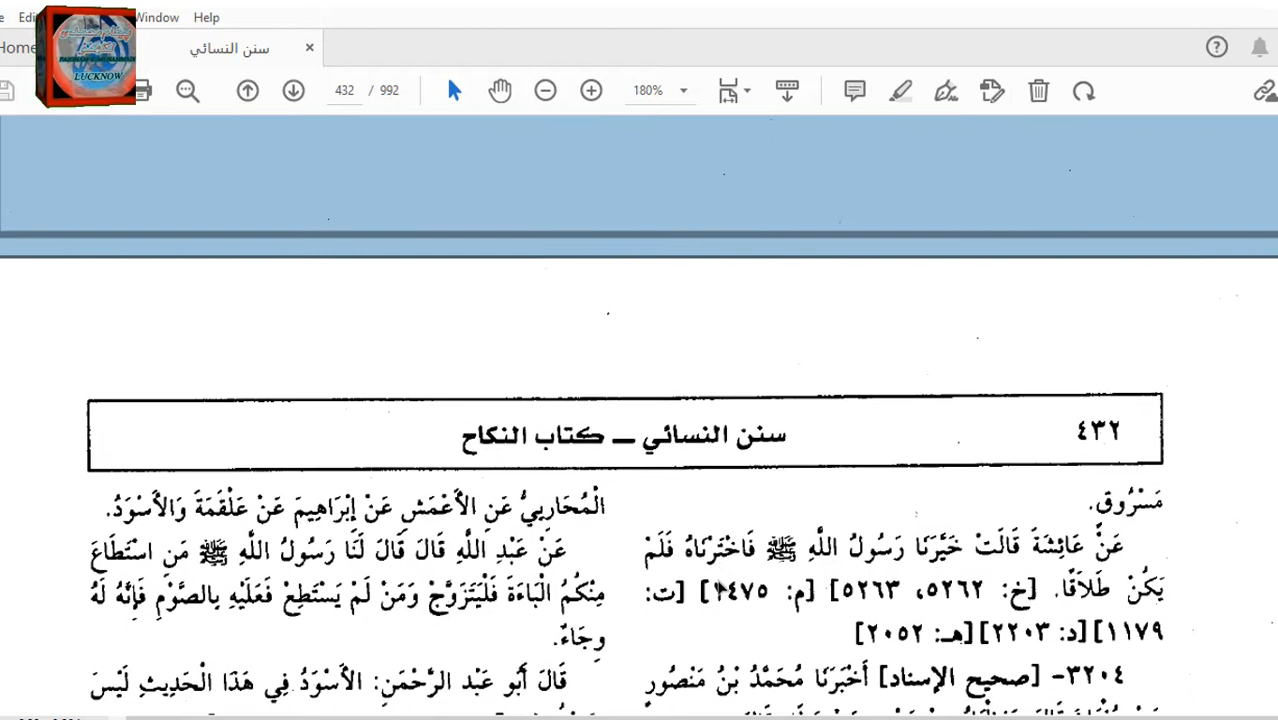 Window Help
LUCKNOW
Home
سنن النسائي
432 / 992
180%
٤٣٢
سنن النسائي ــ كتاب النكاح
مَسْرُوقٍ.
عَنْ عَائِشَةَ قَالَتْ خَيَّرَنَا رَسُولُ اللَّهِ ﷺ فَاخْتَرْنَاهُ فَلَمْ
يَكُنْ طَلَاقًا. [خ: ٥٢٦٢، ٥٢٦٣] [م: ١٤٧٥] [ت:
١١٧٩] [د: ٢٢٠٣] [هـ: ٢٠٥٢]
٣٢٠٤- [صحيح الإسناد] أَخْبَرَنَا مُحَمَّدُ بْنُ مَنْصُورٍ
الْمُحَارِبِيُّ عَنِ الْأَعْمَشِ عَنْ إِبْرَاهِيمَ عَنْ عَلْقَمَةَ وَالْأَسْوَدُ.
عَنْ عَبْدِ اللَّهِ قَالَ قَالَ لَنَا رَسُولُ اللَّهِ ﷺ مَنِ اسْتَطَاعَ
مِنْكُمُ الْبَاءَةَ فَلْيَتَزَوَّجْ وَمَنْ لَمْ يَسْتَطِعْ فَعَلَيْهِ بِالصَّوْمِ فَإِنَّهُ لَهُ
وِجَاءٌ.
قَالَ أَبُو عَبْد الرَّحْمَنِ: الْأَسْوَدُ فِي هَذَا الْحَدِيثِ لَيْسَ